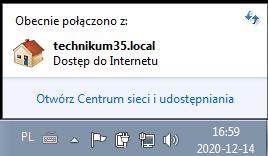 Obecnie połączono z:
technikum35.local
Dostęp do Internetu
Otwórz Centrum sieci i udostępniania
PL
16:59
2020-12-14